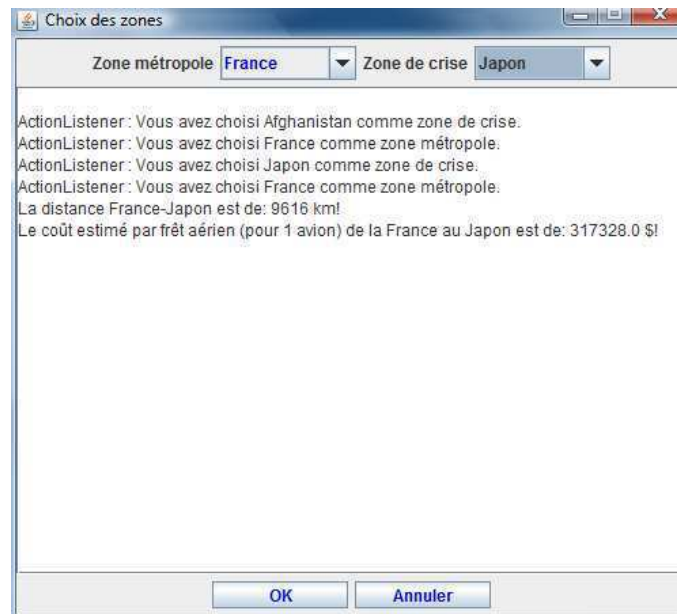 Choix des zones
Zone métropole France Zone de crise Japon
ActionListener : Vous avez choisi Afghanistan comme zone de crise.
ActionListener : Vous avez choisi France comme zone métropole.
ActionListener : Vous avez choisi Japon comme zone de crise.
ActionListener : Vous avez choisi France comme zone métropole.
La distance France-Japon est de: 9616 km!
Le coût estimé par frêt aérien (pour 1 avion) de la France au Japon est de: 317328.0 $!
OK Annuler